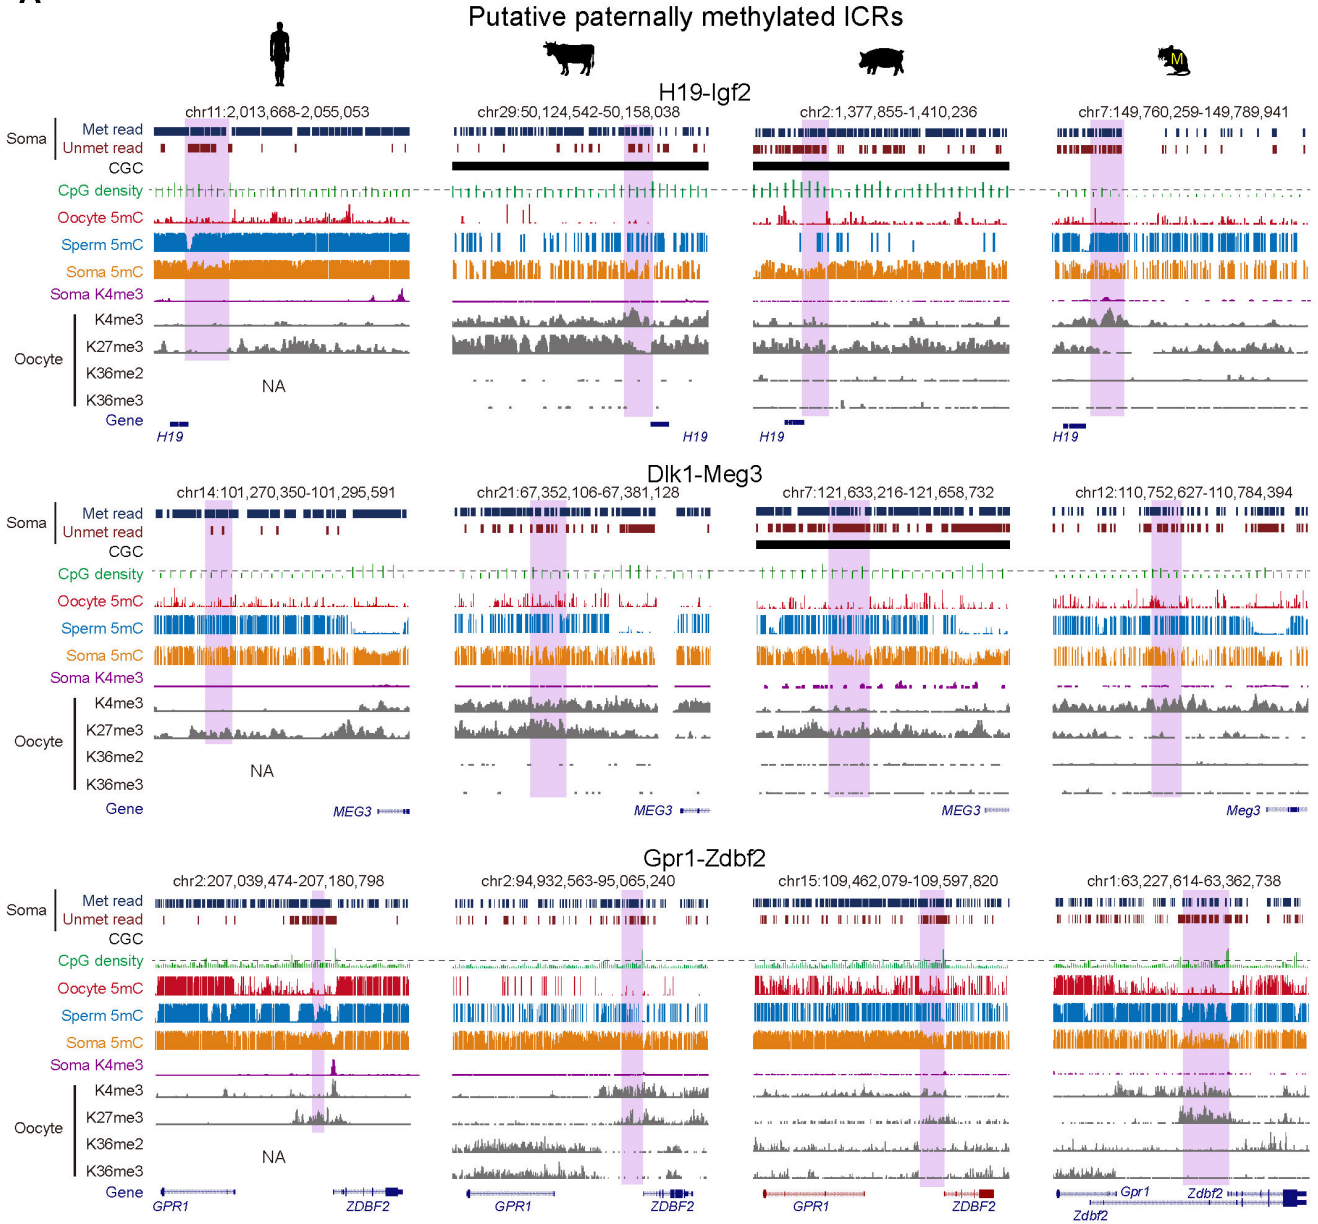 Putative paternally methylated ICRs
M
H19-Igf2
chr11:2,013,668-2,055,053 chr29:50,124,542-50,158,038 chr2:1,377,855-1,410,236 chr7:149,760,259-149,789,941
Soma
Met read
Unmet read
CGC
CpG density
Oocyte 5mC
Sperm 5mC
Soma 5mC
Soma K4me3
Oocyte
K4me3
K27me3
K36me2
NA
K36me3
Gene
H19 H19 H19 H19
Dlk1-Meg3
chr14:101,270,350-101,295,591 chr21:67,352,106-67,381,128 chr7:121,633,216-121,658,732 chr12:110,752,627-110,784,394
Soma
Met read
Unmet read
CGC
CpG density
Oocyte 5mC
Sperm 5mC
Soma 5mC
Soma K4me3
Oocyte
K4me3
K27me3
K36me2
NA
K36me3
Gene
MEG3 MEG3 MEG3 Meg3
Gpr1-Zdbf2
chr2:207,039,474-207,180,798 chr2:94,932,563-95,065,240 chr15:109,462,079-109,597,820 chr1:63,227,614-63,362,738
Soma
Met read
Unmet read
CGC
CpG density
Oocyte 5mC
Sperm 5mC
Soma 5mC
Soma K4me3
Oocyte
K4me3
K27me3
K36me2
NA
K36me3
Gene
GPR1 ZDBF2 GPR1 ZDBF2 GPR1 ZDBF2 Gpr1 Zdbf2
Zdbf2